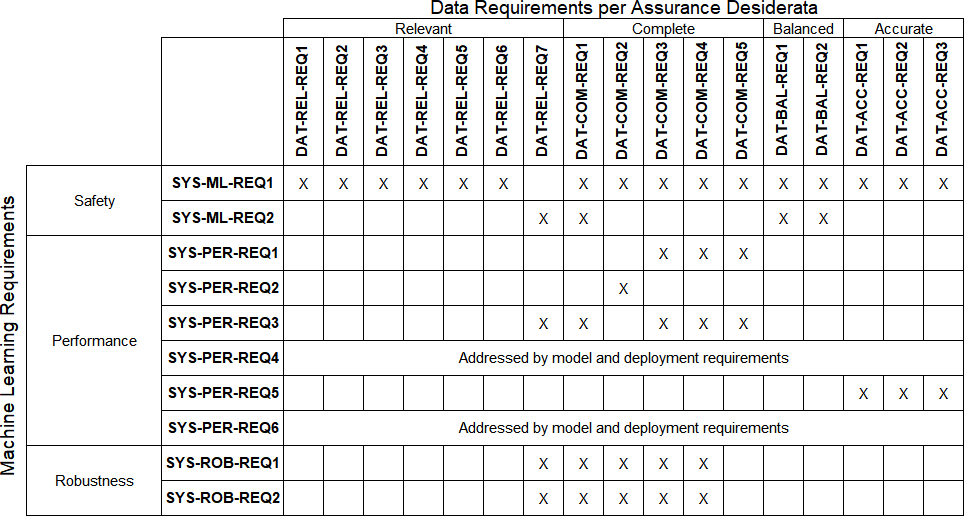 Data Requirements per Assurance Desiderata
Relevant Complete Balanced Accurate
DAT-REL-REQ1 DAT-REL-REQ2 DAT-REL-REQ3 DAT-REL-REQ4 DAT-REL-REQ5 DAT-REL-REQ6 DAT-REL-REQ7 DAT-COM-REQ1 DAT-COM-REQ2 DAT-COM-REQ3 DAT-COM-REQ4 DAT-COM-REQ5 DAT-BAL-REQ1 DAT-BAL-REQ2 DAT-ACC-REQ1 DAT-ACC-REQ2 DAT-ACC-REQ3
Machine Learning Requirements
Safety
SYS-ML-REQ1 X X X X X X X X X X X X X X X X
SYS-ML-REQ2 X X X X
Performance
SYS-PER-REQ1 X X X
SYS-PER-REQ2 X
SYS-PER-REQ3 X X X X X
SYS-PER-REQ4 Addressed by model and deployment requirements
SYS-PER-REQ5 X X X
SYS-PER-REQ6 Addressed by model and deployment requirements
Robustness
SYS-ROB-REQ1 X X X X X
SYS-ROB-REQ2 X X X X X